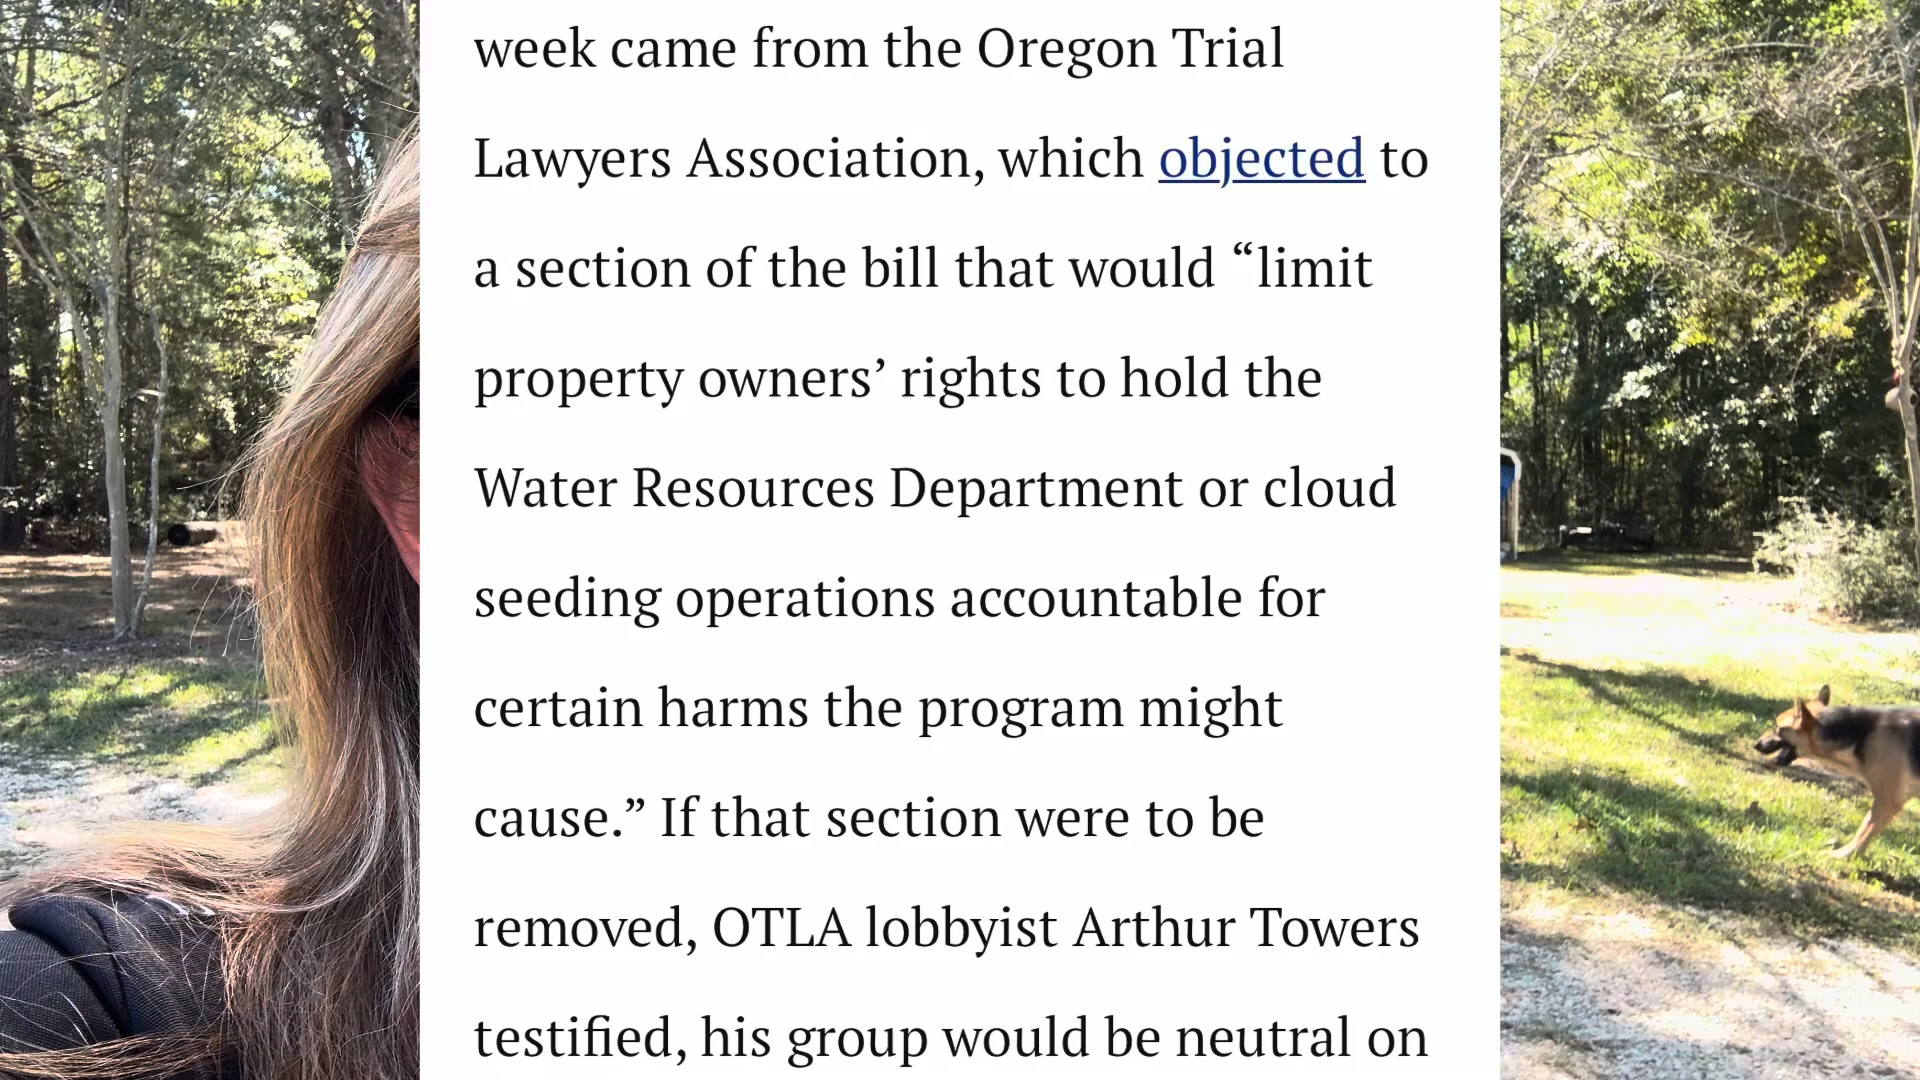 week came from the Oregon Trial
Lawyers Association, which objected to
a section of the bill that would “limit
property owners’ rights to hold the
Water Resources Department or cloud
seeding operations accountable for
certain harms the program might
cause.” If that section were to be
removed, OTLA lobbyist Arthur Towers
testified, his group would be neutral on